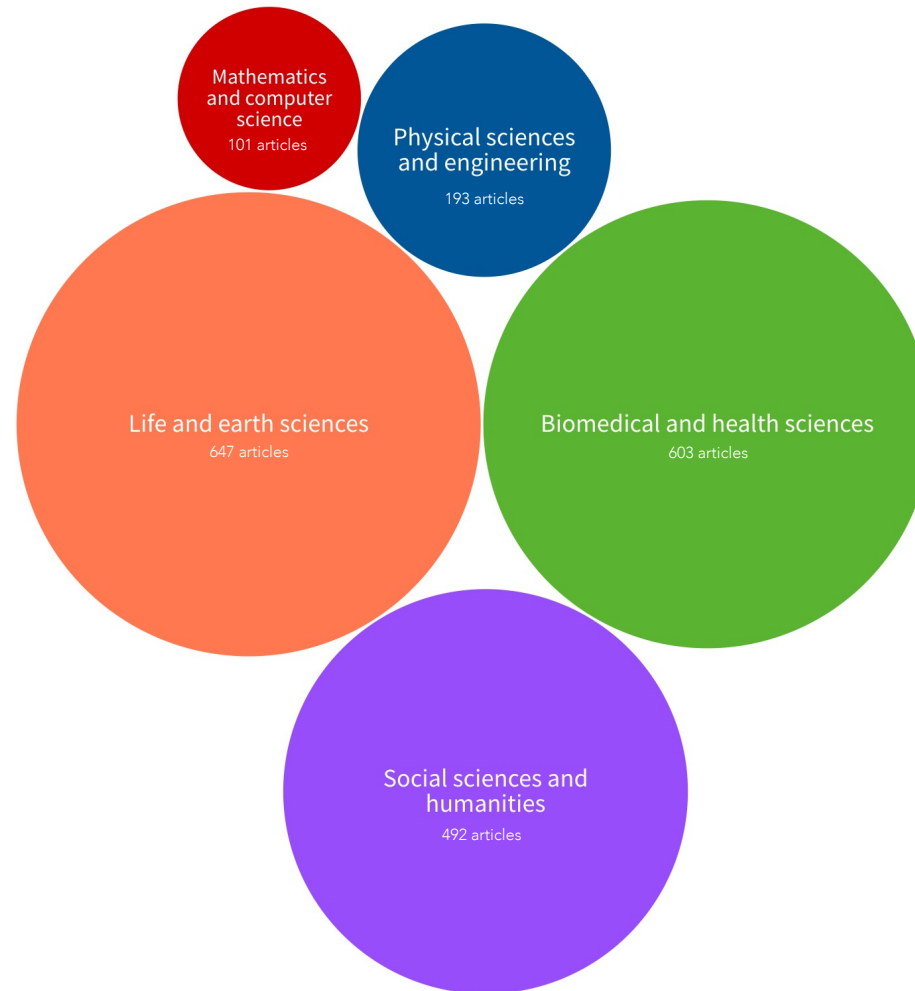 Mathematics
and computer
science
101 articles
Physical sciences
and engineering
193 articles
Life and earth sciences
647 articles
Biomedical and health sciences
603 articles
Social sciences and
humanities
492 articles